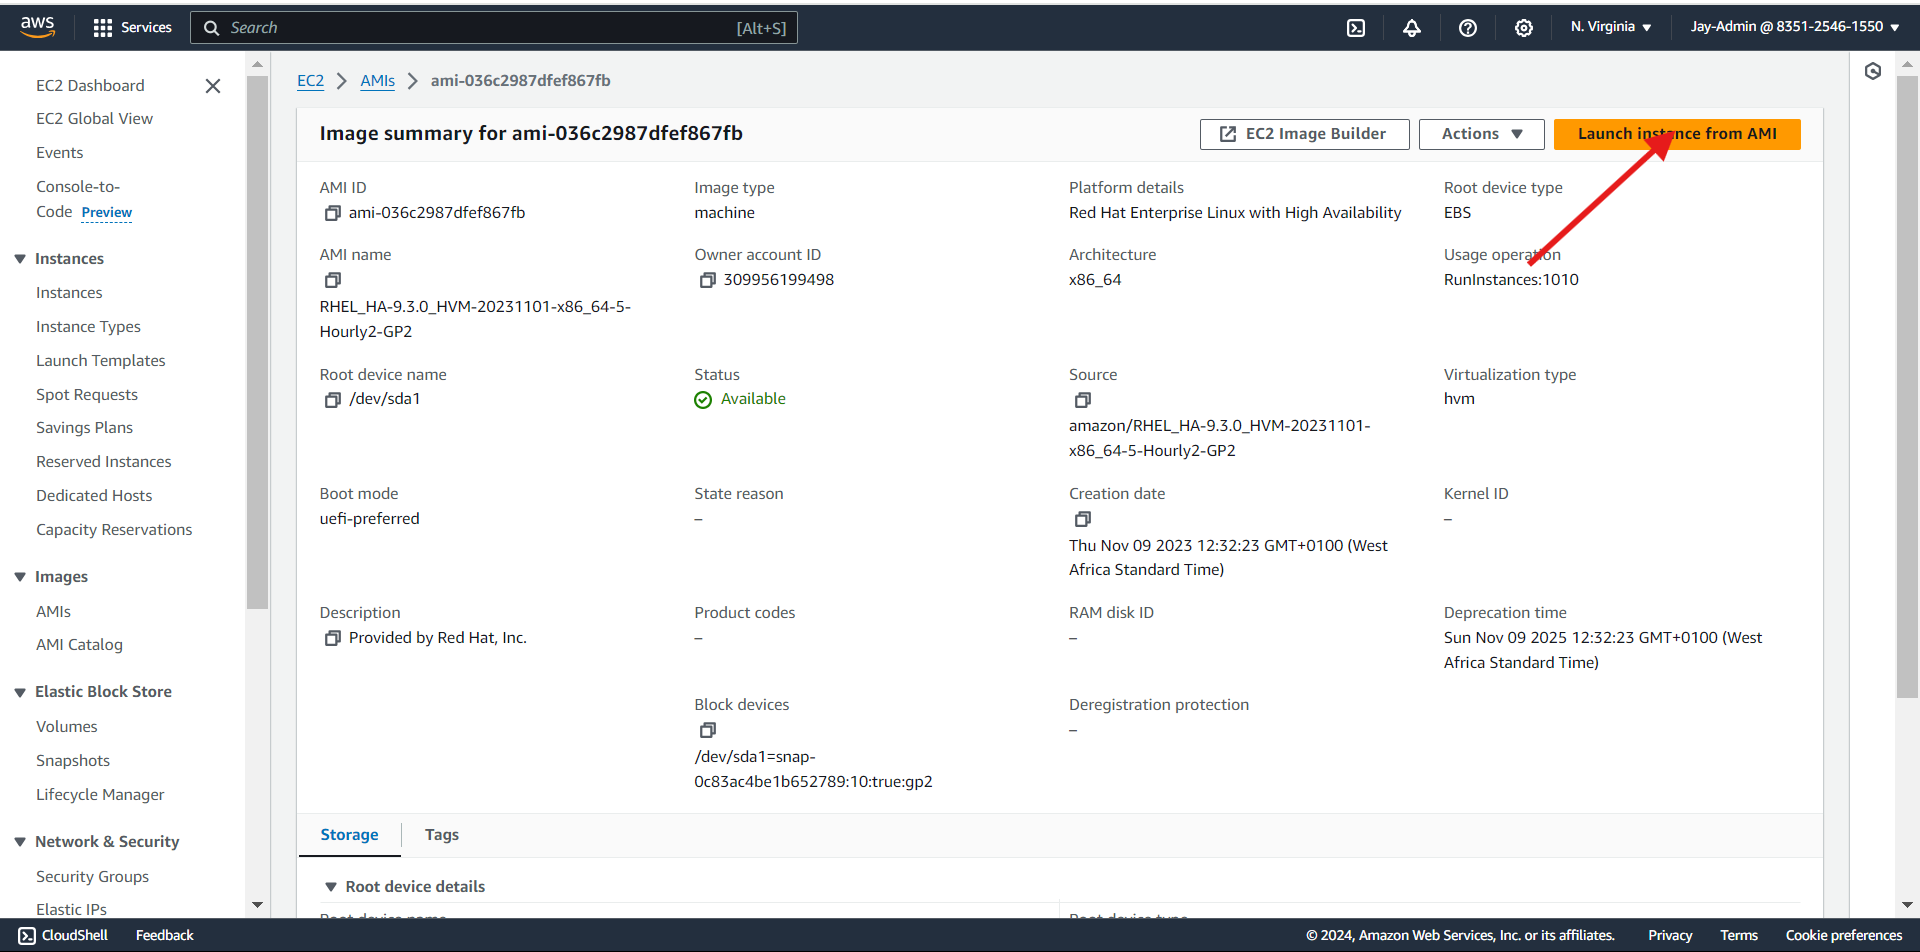 aws
Services
Search
[Alt+S]
N. Virginia
Jay-Admin @ 8351-2546-1550
EC2 Dashboard
EC2 Global View
Events
Console-to-
Code Preview
Instances
Instances
Instance Types
Launch Templates
Spot Requests
Savings Plans
Reserved Instances
Dedicated Hosts
Capacity Reservations
Images
AMIs
AMI Catalog
Elastic Block Store
Volumes
Snapshots
Lifecycle Manager
Network & Security
Security Groups
Elastic IPs
EC2
AMIs
ami-036c2987dfef867fb
Image summary for ami-036c2987dfef867fb
EC2 Image Builder
Actions
Launch instance from AMI
AMI ID
ami-036c2987dfef867fb
Image type
machine
Platform details
Red Hat Enterprise Linux with High Availability
Root device type
EBS
AMI name
RHEL_HA-9.3.0_HVM-20231101-x86_64-5-
Hourly2-GP2
Owner account ID
309956199498
Architecture
x86_64
Usage operation
RunInstances:1010
Root device name
/dev/sda1
Status
Available
Source
amazon/RHEL_HA-9.3.0_HVM-20231101-
x86_64-5-Hourly2-GP2
Virtualization type
hvm
Boot mode
uefi-preferred
State reason
–
Creation date
Thu Nov 09 2023 12:32:23 GMT+0100 (West
Africa Standard Time)
Kernel ID
–
Description
Provided by Red Hat, Inc.
Product codes
–
RAM disk ID
–
Deprecation time
Sun Nov 09 2025 12:32:23 GMT+0100 (West
Africa Standard Time)
Block devices
/dev/sda1=snap-
0c83ac4be1b652789:10:true:gp2
Deregistration protection
–
Storage
Tags
Root device details
Root device name
Root device type
CloudShell
Feedback
© 2024, Amazon Web Services, Inc. or its affiliates.
Privacy
Terms
Cookie preferences